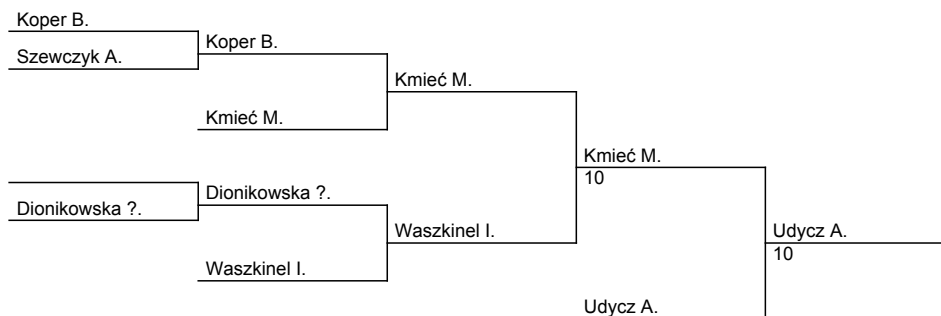 Koper B.
Szewczyk A.
Koper B.
Kmieć M.
Kmieć M.
Kmieć M.
10
Dionikowska ?.
Dionikowska ?.
Waszkinel I.
Waszkinel I.
Udycz A.
10
Udycz A.